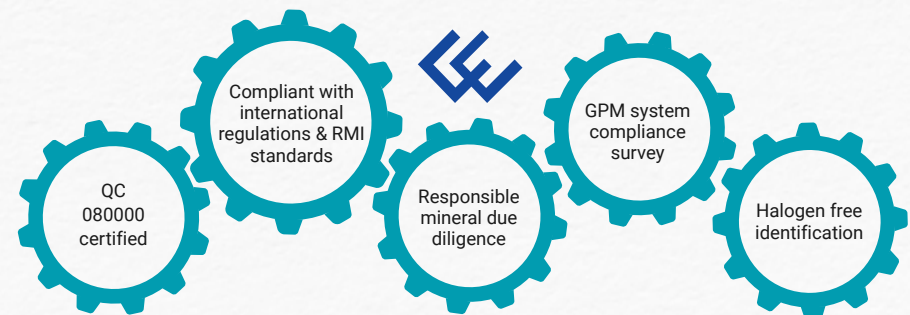 QC
080000
certified
Compliant with
international
regulations & RMI
standards
Responsible
mineral due
diligence
GPM system
compliance
survey
Halogen free
identification